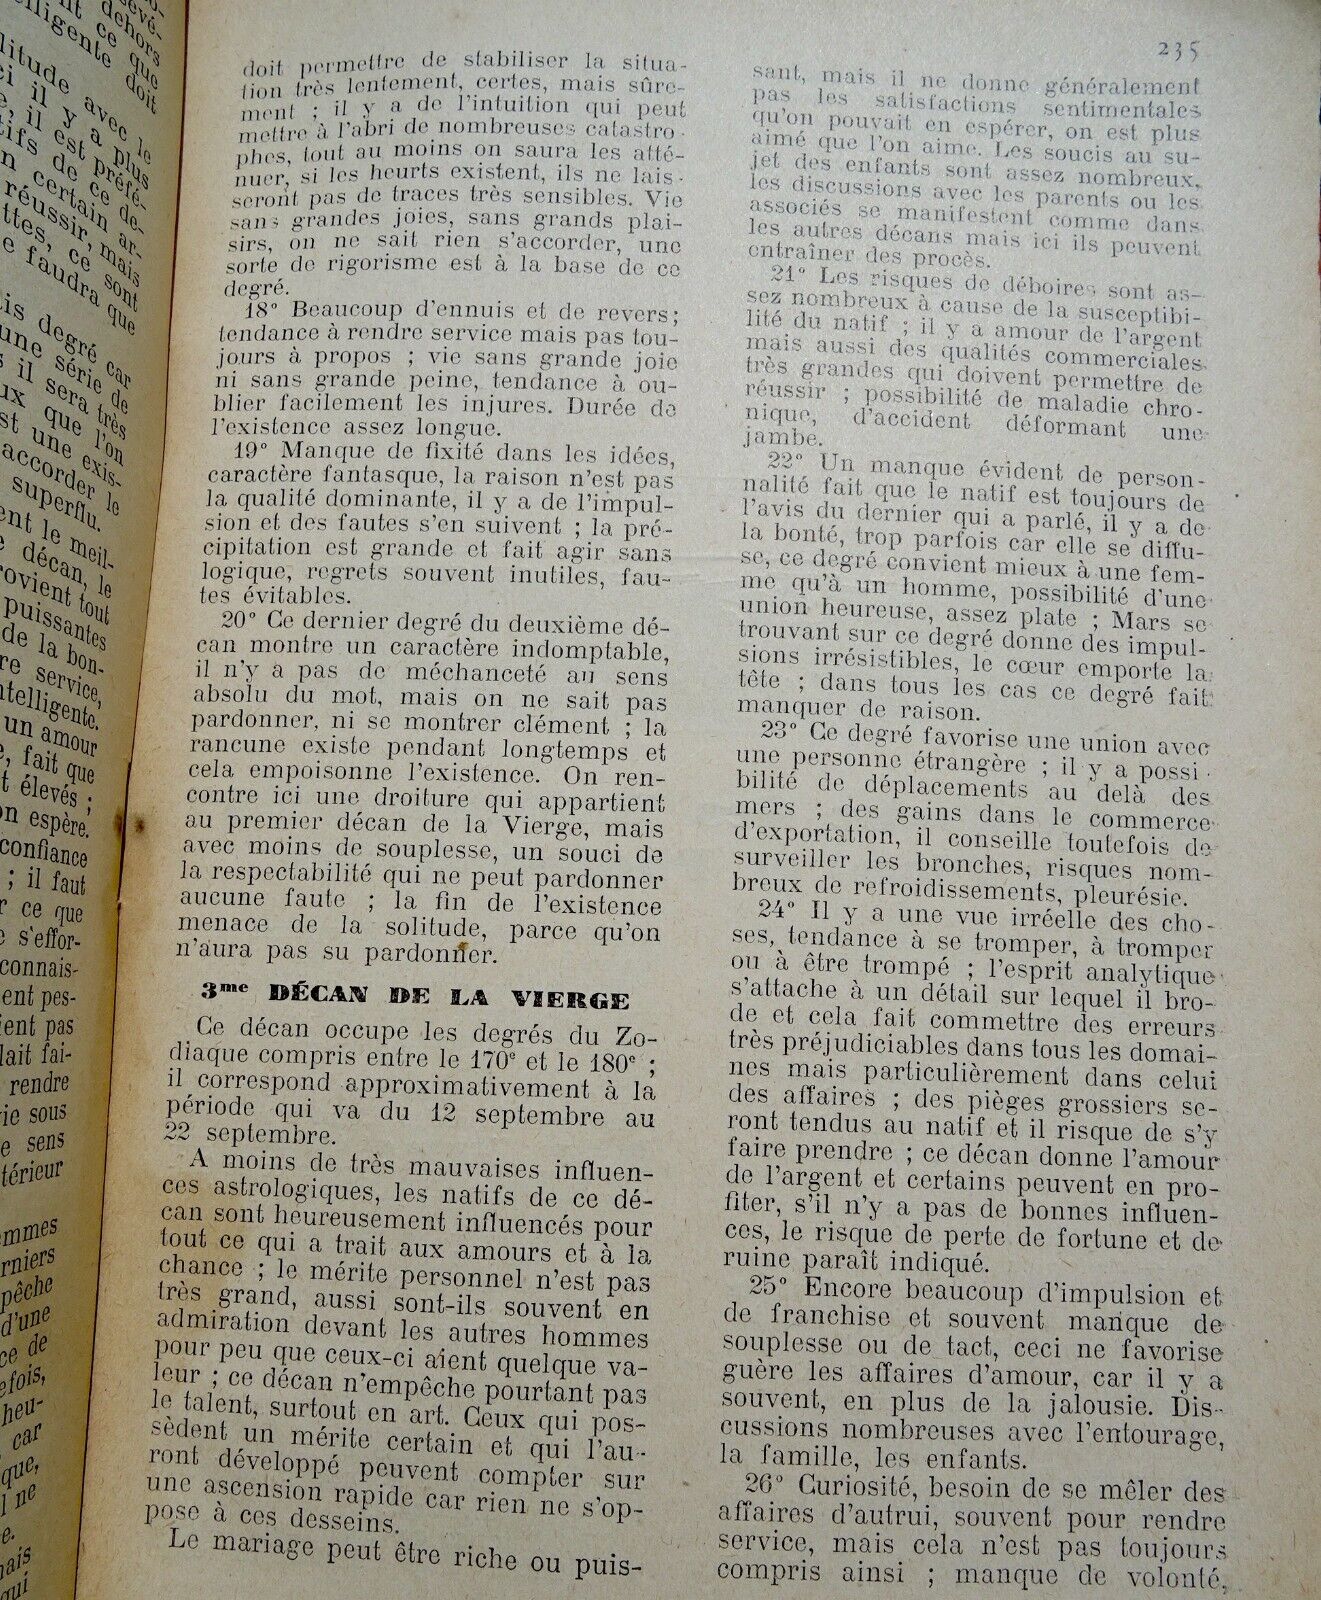 235
doit permettre de stabiliser la situa-
tion très lentement, certes, mais sûre-
ment ; il y a de l'intuition qui peut
mettre à l'abri de nombreuses catastro-
phes, tout au moins on saura les atté-
nuer, si les heurts existent, ils ne lais-
seront pas de traces très sensibles. Vie
sans grandes joies, sans grands plai-
sirs, on ne sait rien s'accorder, une
sorte de rigorisme est à la base de ce
degré.
18° Beaucoup d'ennuis et de revers;
tendance à rendre service mais pas tou-
jours à propos ; vie sans grande joie
ni sans grande peine, tendance à ou-
blier facilement les injures. Durée de
l'existence assez longue.
19° Manque de fixité dans les idées,
caractère fantasque, la raison n'est pas
la qualité dominante, il y a de l'impul-
sion et des fautes s'en suivent ; la pré-
cipitation est grande et fait agir sans
logique, regrets souvent inutiles, fau-
tes évitables.
20° Ce dernier degré du deuxième dé-
can montre un caractère indomptable,
il n'y a pas de méchanceté au sens
absolu du mot, mais on ne sait pas
pardonner, ni se montrer clément ; la
rancune existe pendant longtemps et
cela empoisonne l'existence. On ren-
contre ici une droiture qui appartient
au premier décan de la Vierge, mais
avec moins de souplesse, un souci de
la respectabilité qui ne peut pardonner
aucune faute ; la fin de l'existence
menace de la solitude, parce qu'on
n'aura pas su pardonner.
3me DÉCAN DE LA VIERGE
Ce décan occupe les degrés du Zo-
diaque compris entre le 170e et le 180e ;
il correspond approximativement à la
période qui va du 12 septembre au
22 septembre.
A moins de très mauvaises influen-
ces astrologiques, les natifs de ce dé-
can sont heureusement influencés pour
tout ce qui a trait aux amours et à la
chance ; le mérite personnel n'est pas
très grand, aussi sont-ils souvent en
admiration devant les autres hommes
pour peu que ceux-ci aient quelque va-
leur ; ce décan n'empêche pourtant pas
le talent, surtout en art. Ceux qui pos-
sèdent un mérite certain et qui l'au-
ront développé peuvent compter sur
une ascension rapide car rien ne s'op-
pose à ces desseins.
Le mariage peut être riche ou puis-
sant, mais il ne donne généralement
pas les satisfactions sentimentales
qu'on pouvait en espérer, on est plus
aimé que l'on aime. Les soucis au su-
jet des enfants sont assez nombreux,
les discussions avec les parents ou les
associés se manifestent comme dans
les autres décans mais ici ils peuvent
entraîner des procès.
21° Les risques de déboires sont as-
sez nombreux à cause de la susceptibi-
lité du natif ; il y a amour de l'argent
mais aussi des qualités commerciales
très grandes qui doivent permettre de
réussir ; possibilité de maladie chro-
nique, d'accident déformant une
jambe.
22° Un manque évident de person-
nalité fait que le natif est toujours de
l'avis du dernier qui a parlé, il y a de
la bonté, trop parfois car elle se diffu-
se, ce degré convient mieux à une fem-
me qu'à un homme, possibilité d'une
union heureuse, assez plate ; Mars se
trouvant sur ce degré donne des impul-
sions irrésistibles, le cœur emporte la
tête ; dans tous les cas ce degré fait
manquer de raison.
23° Ce degré favorise une union avec
une personne étrangère ; il y a possi-
bilité de déplacements au delà des
mers ; des gains dans le commerce
d'exportation, il conseille toutefois de
surveiller les bronches, risques nom-
breux de refroidissements, pleurésie.
24° Il y a une vue irréelle des cho-
ses, tendance à se tromper, à tromper
ou à être trompé ; l'esprit analytique
s'attache à un détail sur lequel il bro-
de et cela fait commettre des erreurs
très préjudiciables dans tous les domai-
nes mais particulièrement dans celui
des affaires ; des pièges grossiers se-
ront tendus au natif et il risque de s'y
faire prendre ; ce décan donne l'amour
de l'argent et certains peuvent en pro-
fiter, s'il n'y a pas de bonnes influen-
ces, le risque de perte de fortune et de
ruine paraît indiqué.
25° Encore beaucoup d'impulsion et
de franchise et souvent manque de
souplesse ou de tact, ceci ne favorise
guère les affaires d'amour, car il y a
souvent, en plus de la jalousie. Dis-
cussions nombreuses avec l'entourage,
la famille, les enfants.
26° Curiosité, besoin de se mêler des
affaires d'autrui, souvent pour rendre
service, mais cela n'est pas toujours
compris ainsi ; manque de volonté,